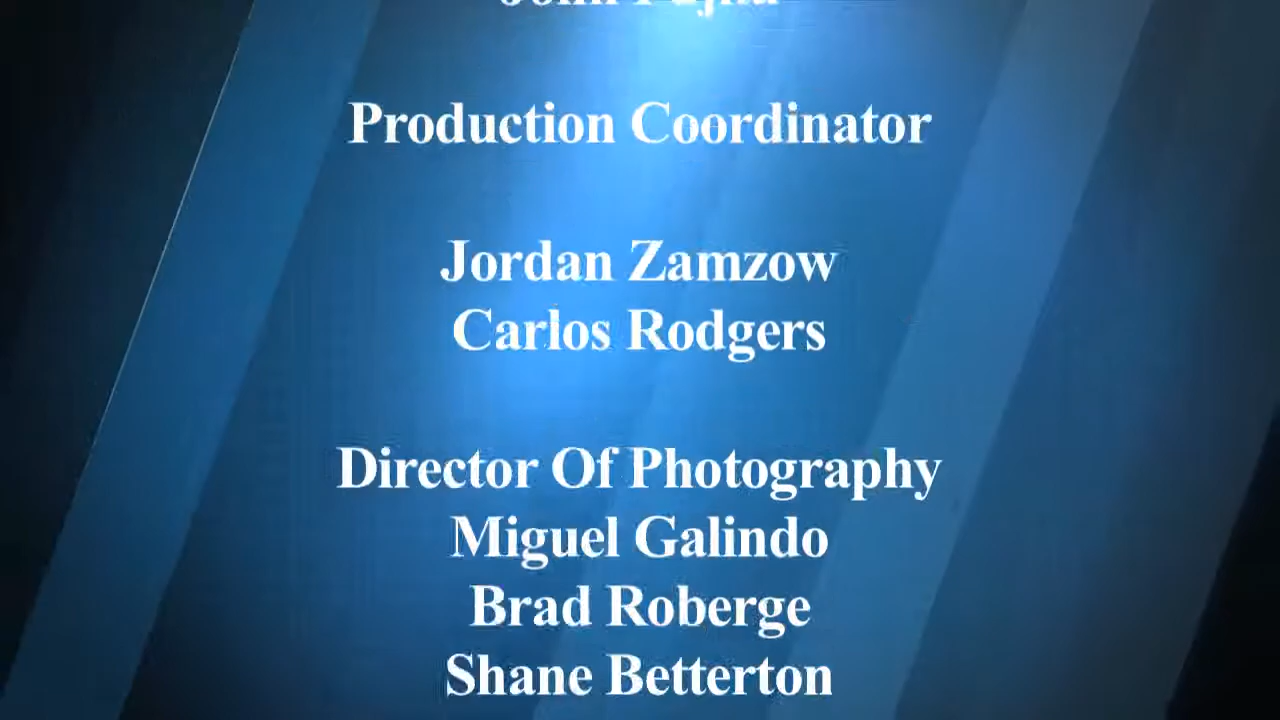 Production Coordinator
Jordan Zamzow
Carlos Rodgers
Director Of Photography
Miguel Galindo
Brad Roberge
Shane Betterton